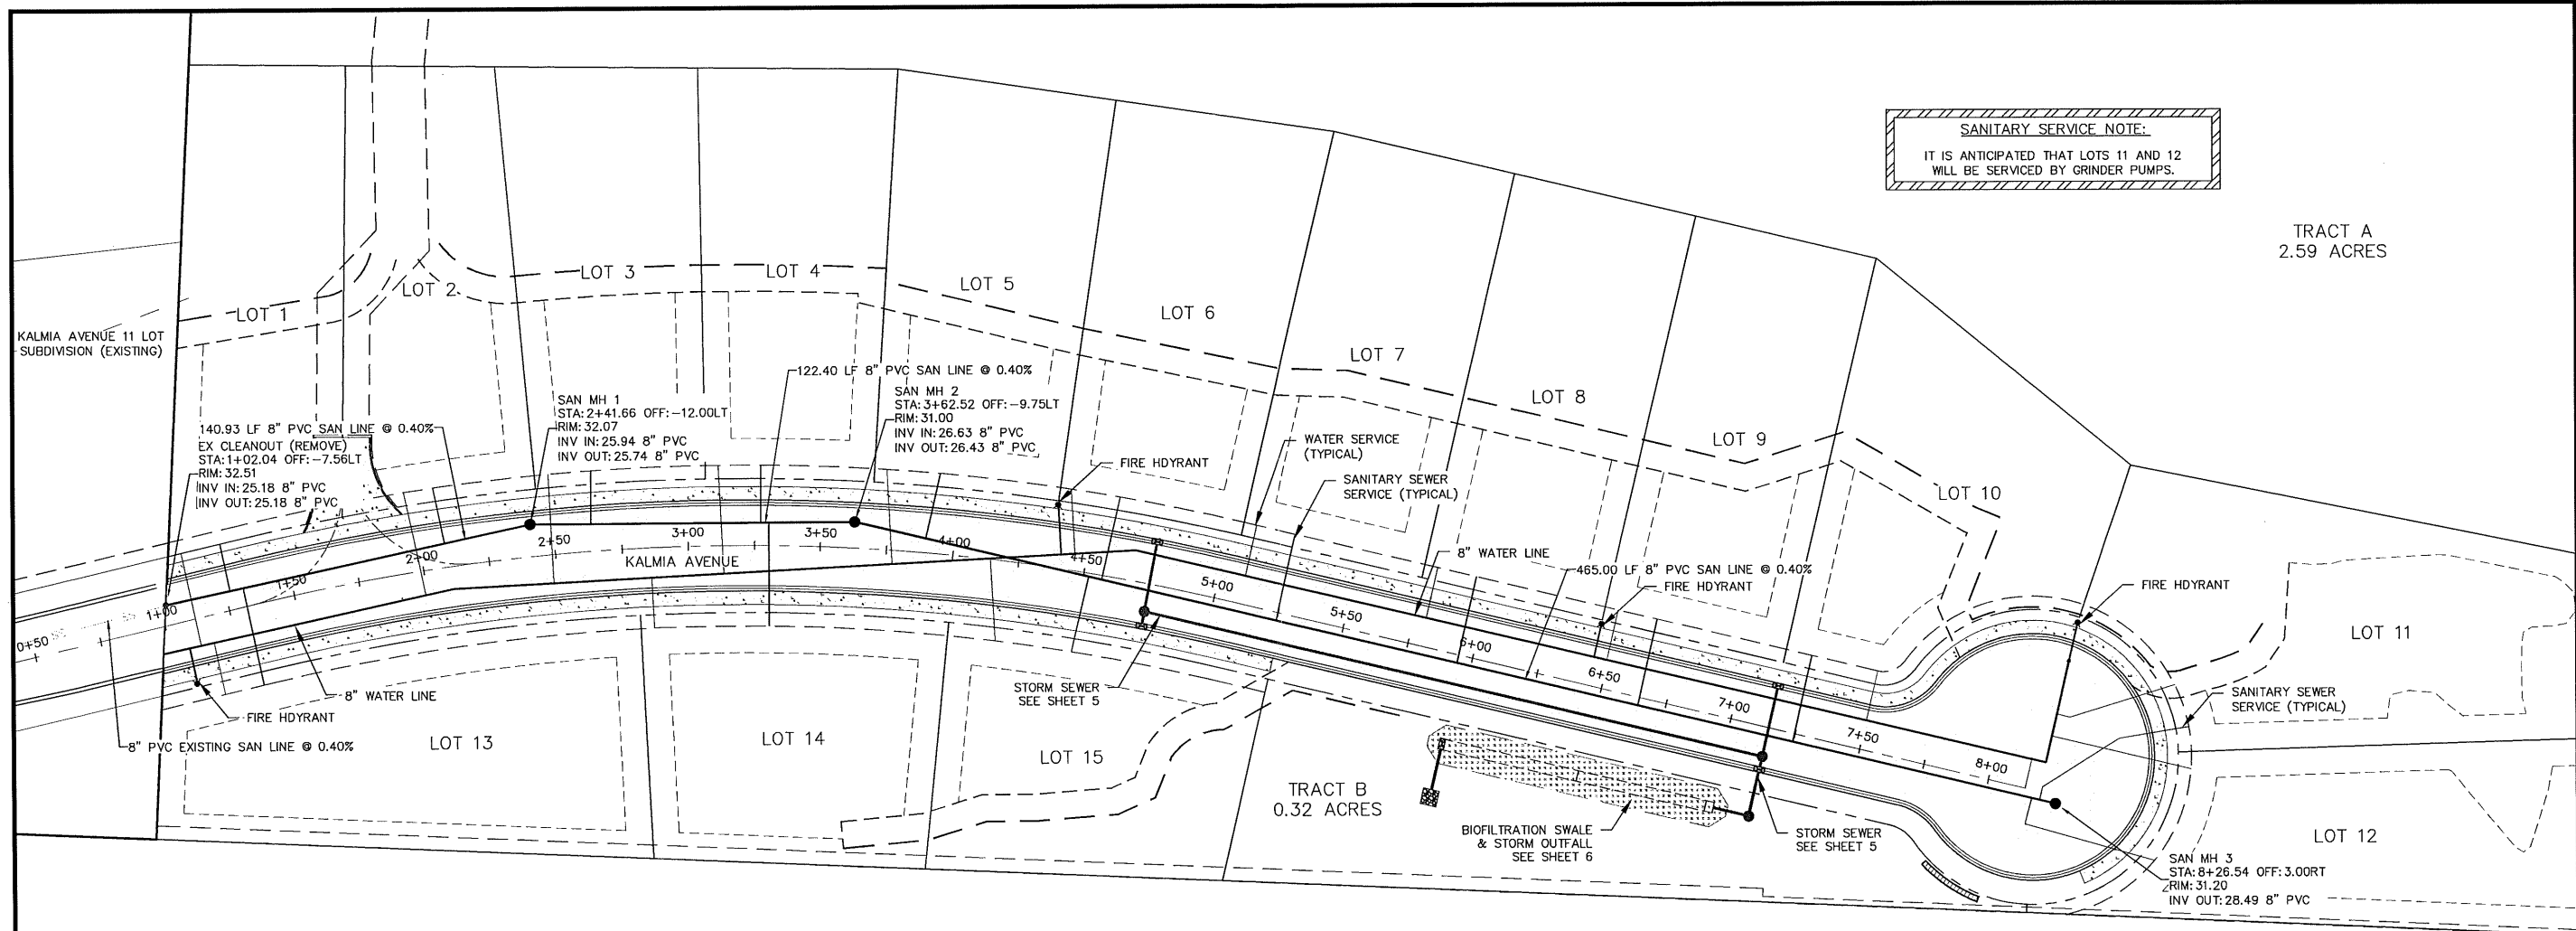 SANITARY SERVICE NOTE:
IT IS ANTICIPATED THAT LOTS 11 AND 12
WILL BE SERVICED BY GRINDER PUMPS.
TRACT A
2.59 ACRES
LOT 1
LOT 2
LOT 3
LOT 4
LOT 5
LOT 6
LOT 7
LOT 8
LOT 9
LOT 10
KALMIA AVENUE 11 LOT
SUBDIVISION (EXISTING)
140.93 LF 8" PVC SAN LINE @ 0.40%
EX CLEANOUT (REMOVE)
STA: 1+02.04 OFF: -7.56LT
RIM: 32.51
INV IN: 25.18 8" PVC
INV OUT: 25.18 8" PVC
SAN MH 1
STA: 2+41.66 OFF: -12.00LT
RIM: 32.07
INV IN: 25.94 8" PVC
INV OUT: 25.74 8" PVC
122.40 LF 8" PVC SAN LINE @ 0.40%
SAN MH 2
STA: 3+62.52 OFF: -9.75LT
RIM: 31.00
INV IN: 26.63 8" PVC
INV OUT: 26.43 8" PVC
FIRE HDYRANT
WATER SERVICE
(TYPICAL)
SANITARY SEWER
SERVICE (TYPICAL)
8" WATER LINE
465.00 LF 8" PVC SAN LINE @ 0.40%
FIRE HDYRANT
FIRE HDYRANT
0+50
1+00
1+50
2+00
2+50
3+00
3+50
4+00
4+50
5+00
5+50
6+00
6+50
7+00
7+50
8+00
KALMIA AVENUE
LOT 11
SANITARY SEWER
SERVICE (TYPICAL)
8" WATER LINE
FIRE HDYRANT
8" PVC EXISTING SAN LINE @ 0.40%
LOT 13
LOT 14
LOT 15
STORM SEWER
SEE SHEET 5
TRACT B
0.32 ACRES
BIOFILTRATION SWALE
& STORM OUTFALL
SEE SHEET 6
STORM SEWER
SEE SHEET 5
LOT 12
SAN MH 3
STA: 8+26.54 OFF: 3.00RT
RIM: 31.20
INV OUT: 28.49 8" PVC